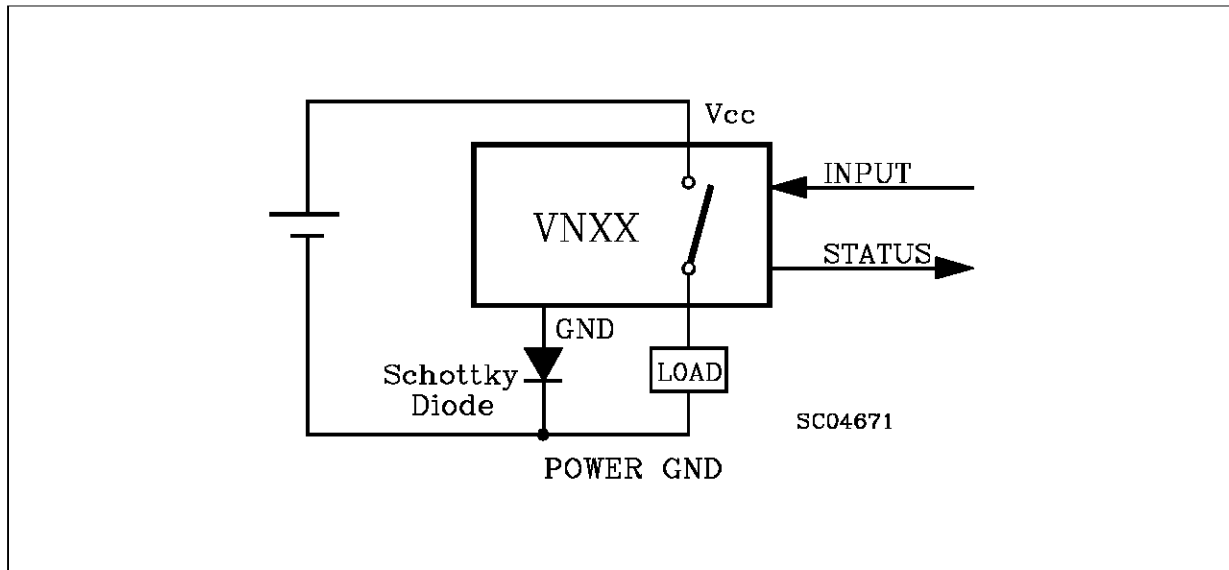 Vcc
INPUT
VNXX
STATUS
GND
Schottky
Diode
LOAD
SC04671
POWER GND